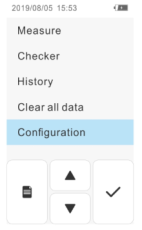 2019/08/05 15:53
Measure
Checker
History
Clear all data
Configuration